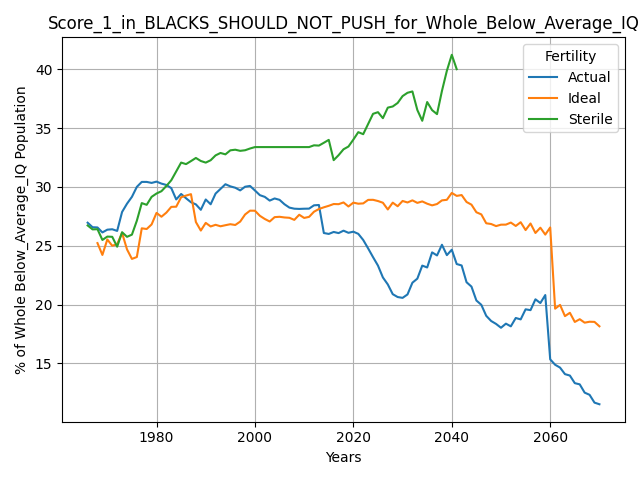 Score_1_in_BLACKS_SHOULD_NOT_PUSH_for_Whole_Below_Average_IQ
% of Whole Below_Average_IQ Population
40
35
30
25
20
15
Fertility
Actual
Ideal
Sterile
1980 2000 2020 2040 2060
Years